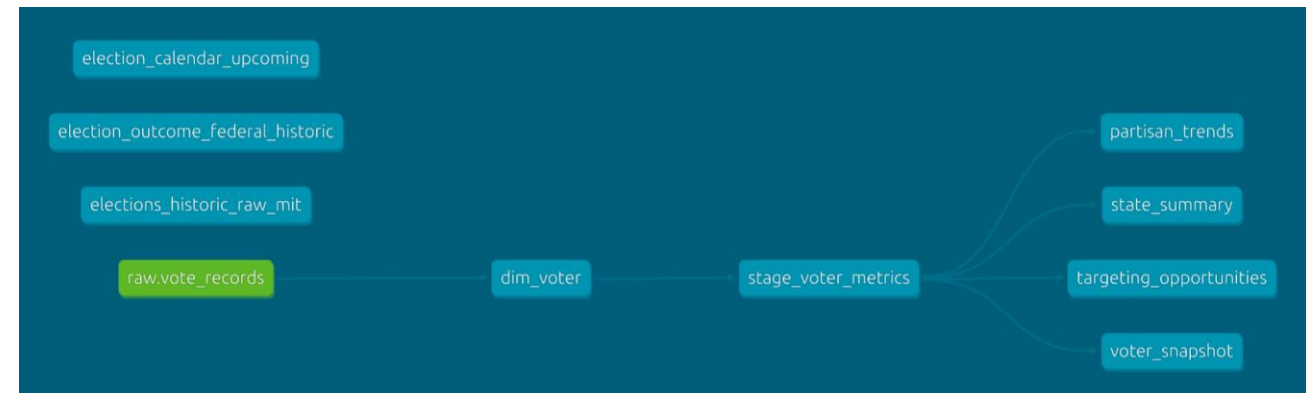 election_calendar_upcoming
election_outcome_federal_historic
elections_historic_raw_mit
raw.vote_records
dim_voter
stage_voter_metrics
partisan_trends
state_summary
targeting_opportunities
voter_snapshot